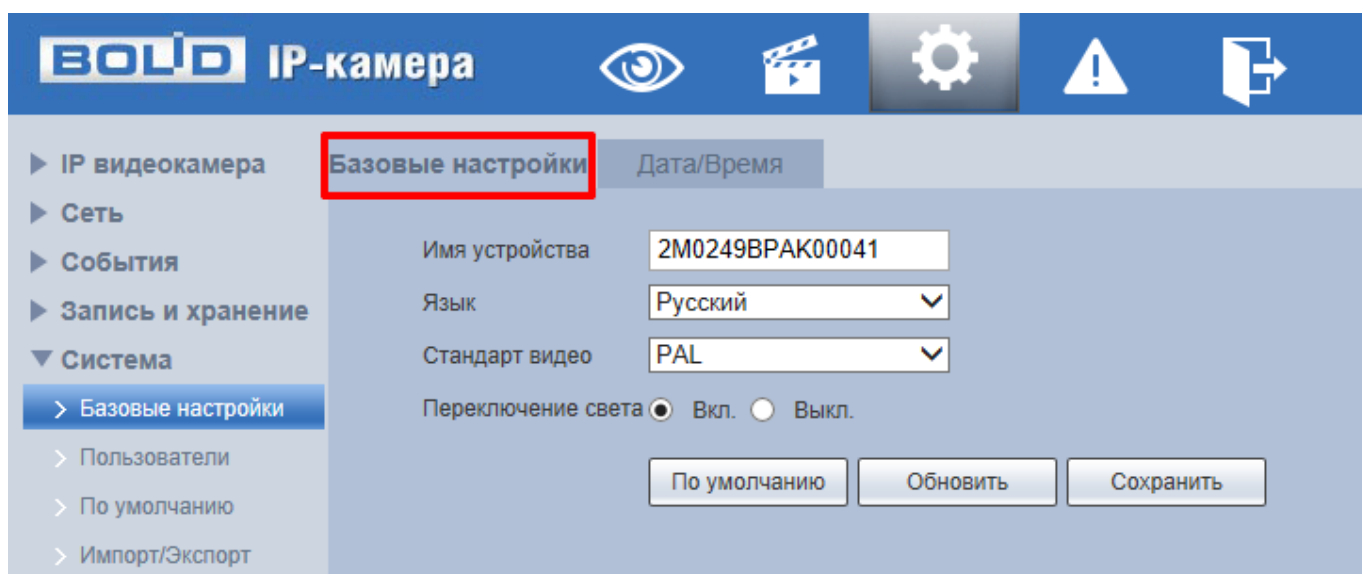 BOLID IP-камера
IP видеокамера
Сеть
События
Запись и хранение
Система
Базовые настройки
Пользователи
По умолчанию
Импорт/Экспорт
Базовые настройки Дата/Время
Имя устройства 2M0249BPAK00041
Язык Русский
Стандарт видео PAL
Переключение света Вкл. Выкл.
По умолчанию Обновить Сохранить